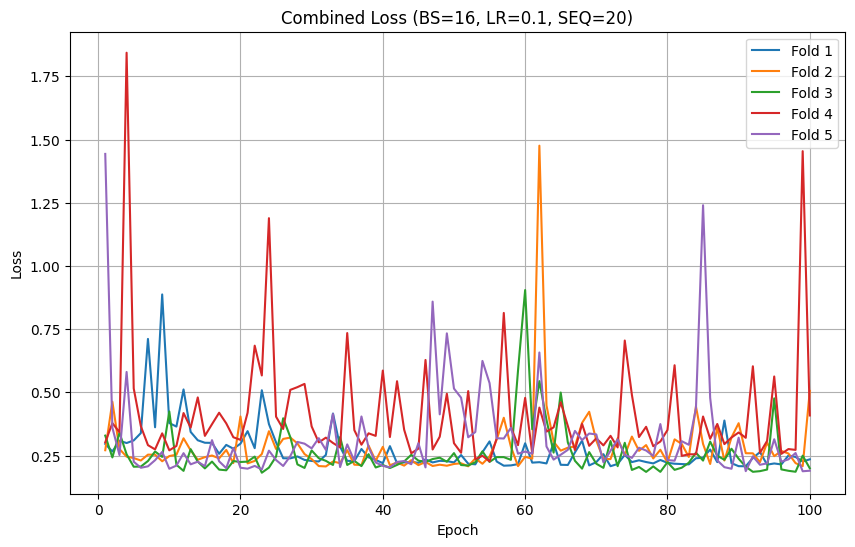 Combined Loss (BS=16, LR=0.1, SEQ=20)
Fold 1
Fold 2
Fold 3
Fold 4
Fold 5
Loss
1.75
1.50
1.25
1.00
0.75
0.50
0.25
0 20 40 60 80 100
Epoch